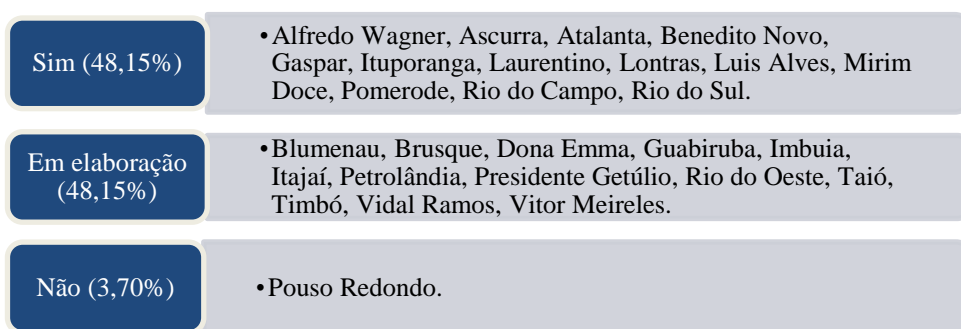 Sim (48,15%)
•Alfredo Wagner, Ascurra, Atalanta, Benedito Novo,
Gaspar, Ituporanga, Laurentino, Lontras, Luis Alves, Mirim
Doce, Pomerode, Rio do Campo, Rio do Sul.
Em elaboração
(48,15%)
•Blumenau, Brusque, Dona Emma, Guabiruba, Imbuia,
Itajaí, Petrolândia, Presidente Getúlio, Rio do Oeste, Taió,
Timbó, Vidal Ramos, Vitor Meireles.
Não (3,70%)
•Pouso Redondo.